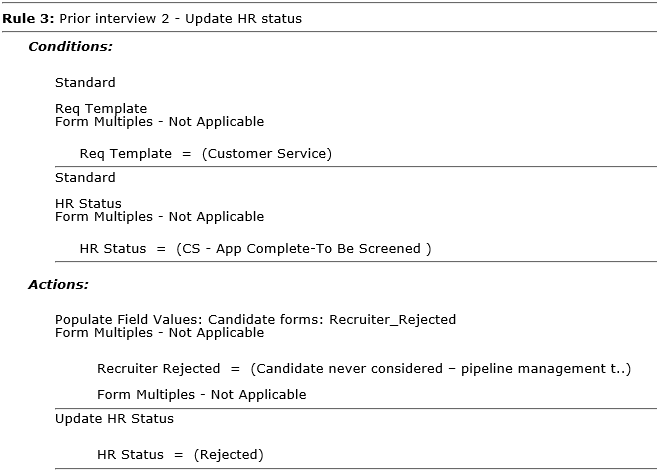 Rule 3: Prior interview 2 - Update HR status
Conditions:
Standard
Req Template
Form Multiples - Not Applicable
Req Template = (Customer Service)
Standard
HR Status
Form Multiples - Not Applicable
HR Status = (CS - App Complete-To Be Screened )
Actions:
Populate Field Values: Candidate forms: Recruiter_Rejected
Form Multiples - Not Applicable
Recruiter Rejected = (Candidate never considered – pipeline management t..)
Form Multiples - Not Applicable
Update HR Status
HR Status = (Rejected)